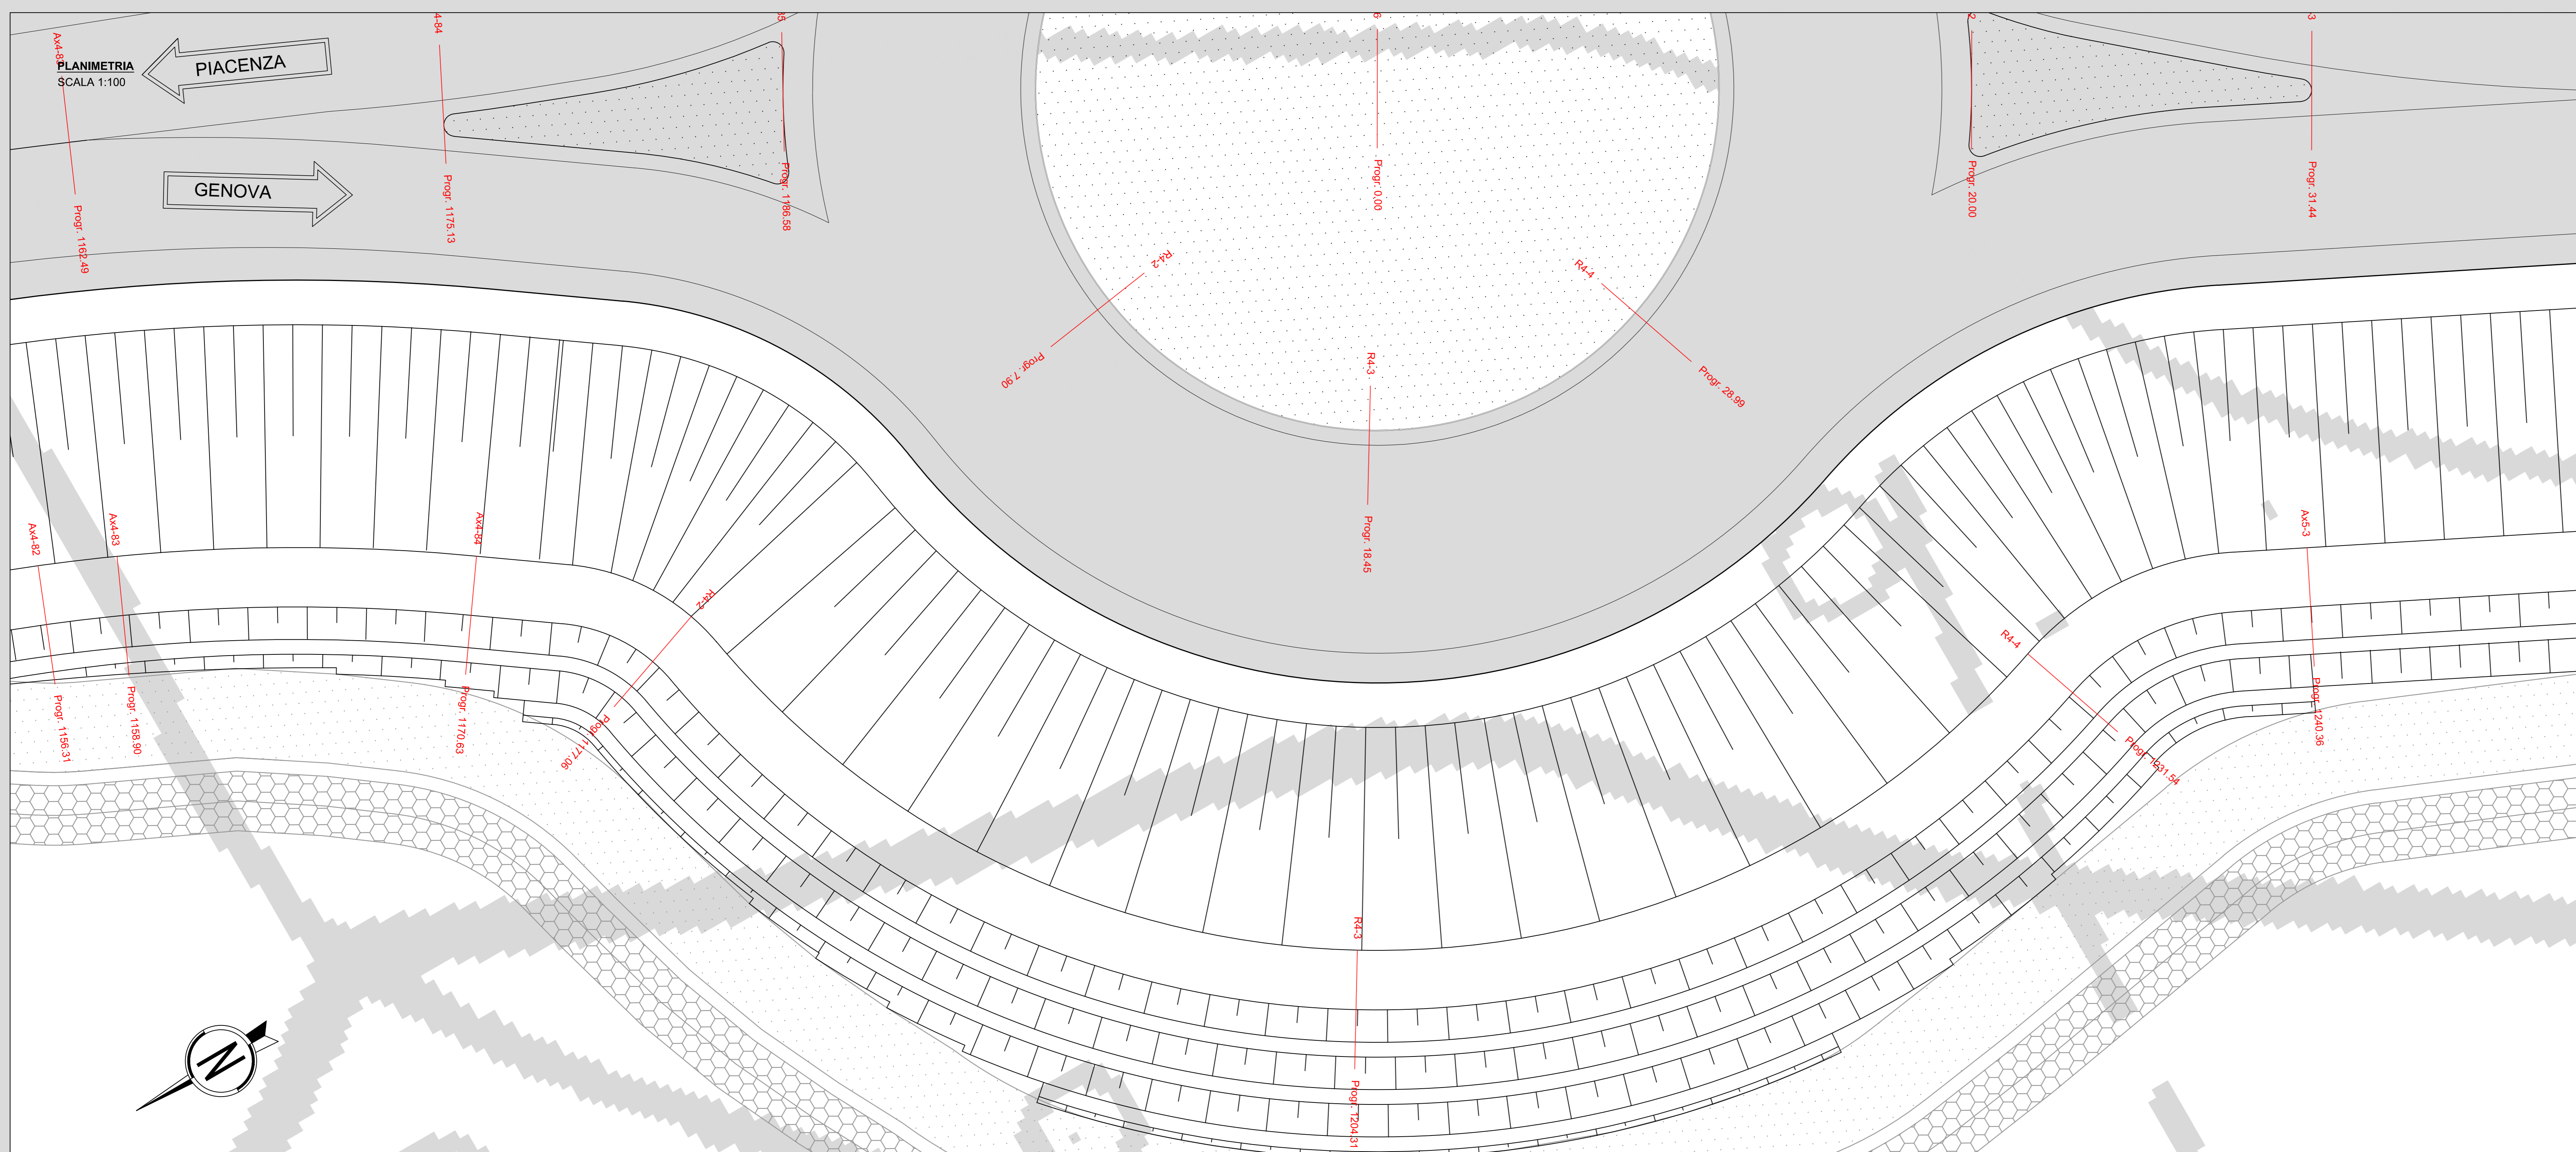 4-84
PLANIMETRIA
SCALA 1:100
PIACENZA
GENOVA
Progr. 1162.49
Progr. 1175.13
Progr. 1186.58
Progr. 0.00
Progr. 20.00
Progr. 31.44
R4-2
Progr. 7.90
R4-3
Progr. 18.45
R4-4
Progr. 28.99
Ax4-82
Ax4-83
Ax4-84
R4-2
R4-4
Ax5-3
Progr. 1156.31
Progr. 1158.90
Progr. 1170.63
Progr. 1177.06
Progr. 1231.54
Progr. 1240.36
R4-3
Progr. 1204.31
N